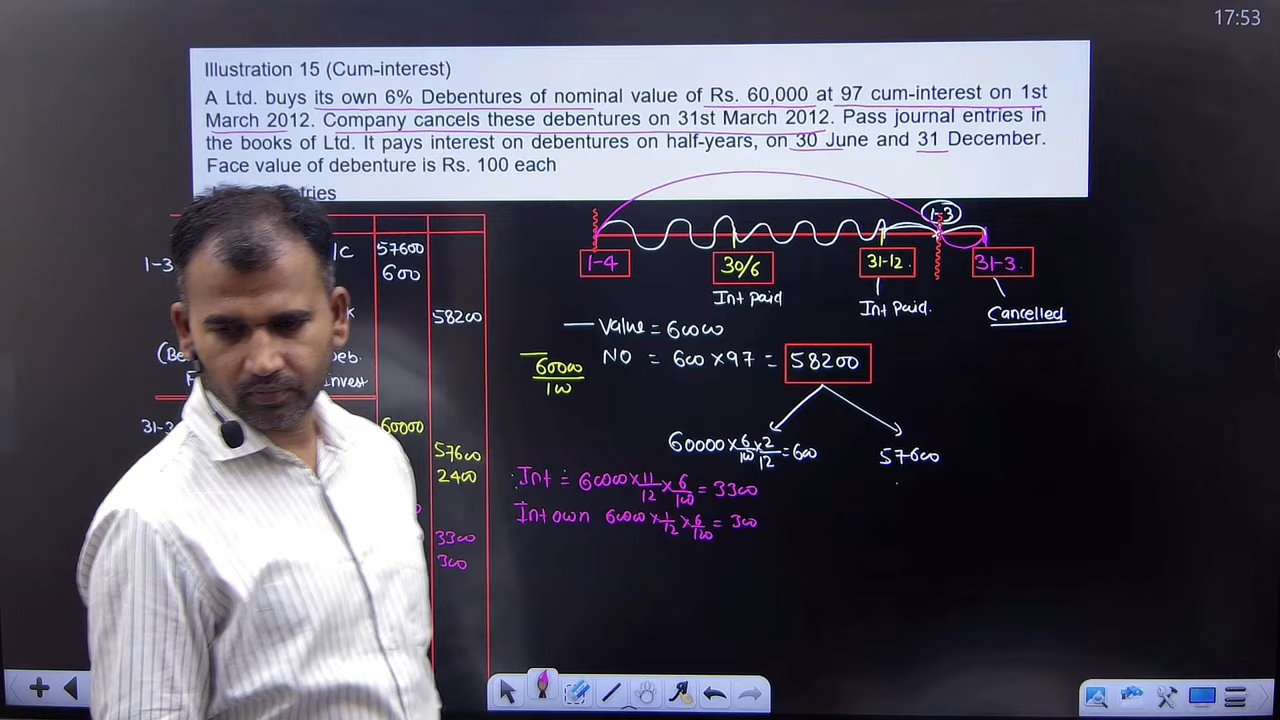 17:53
Illustration 15 (Cum-interest)
A Ltd. buys its own 6% Debentures of nominal value of Rs. 60,000 at 97 cum-interest on 1st
March 2012. Company cancels these debentures on 31st March 2012. Pass journal entries in
the books of Ltd. It pays interest on debentures on half-years, on 30 June and 31 December.
Face value of debenture is Rs. 100 each
1-3
1-4
30/6
31-12.
31-3.
Int paid
Int paid.
Cancelled
Value = 60000
NO = 600 × 97 = 58200
60000/100
60000 × 6/100 × 2/12 = 600
57600
Int = 60000 × 11/12 × 6/100 = 3300
Int own 60000 × 1/12 × 6/100 = 300
1-3
/C
57600
600
58200
(Be
Deb.
invest
31-3
60000
57600
2400
3300
300